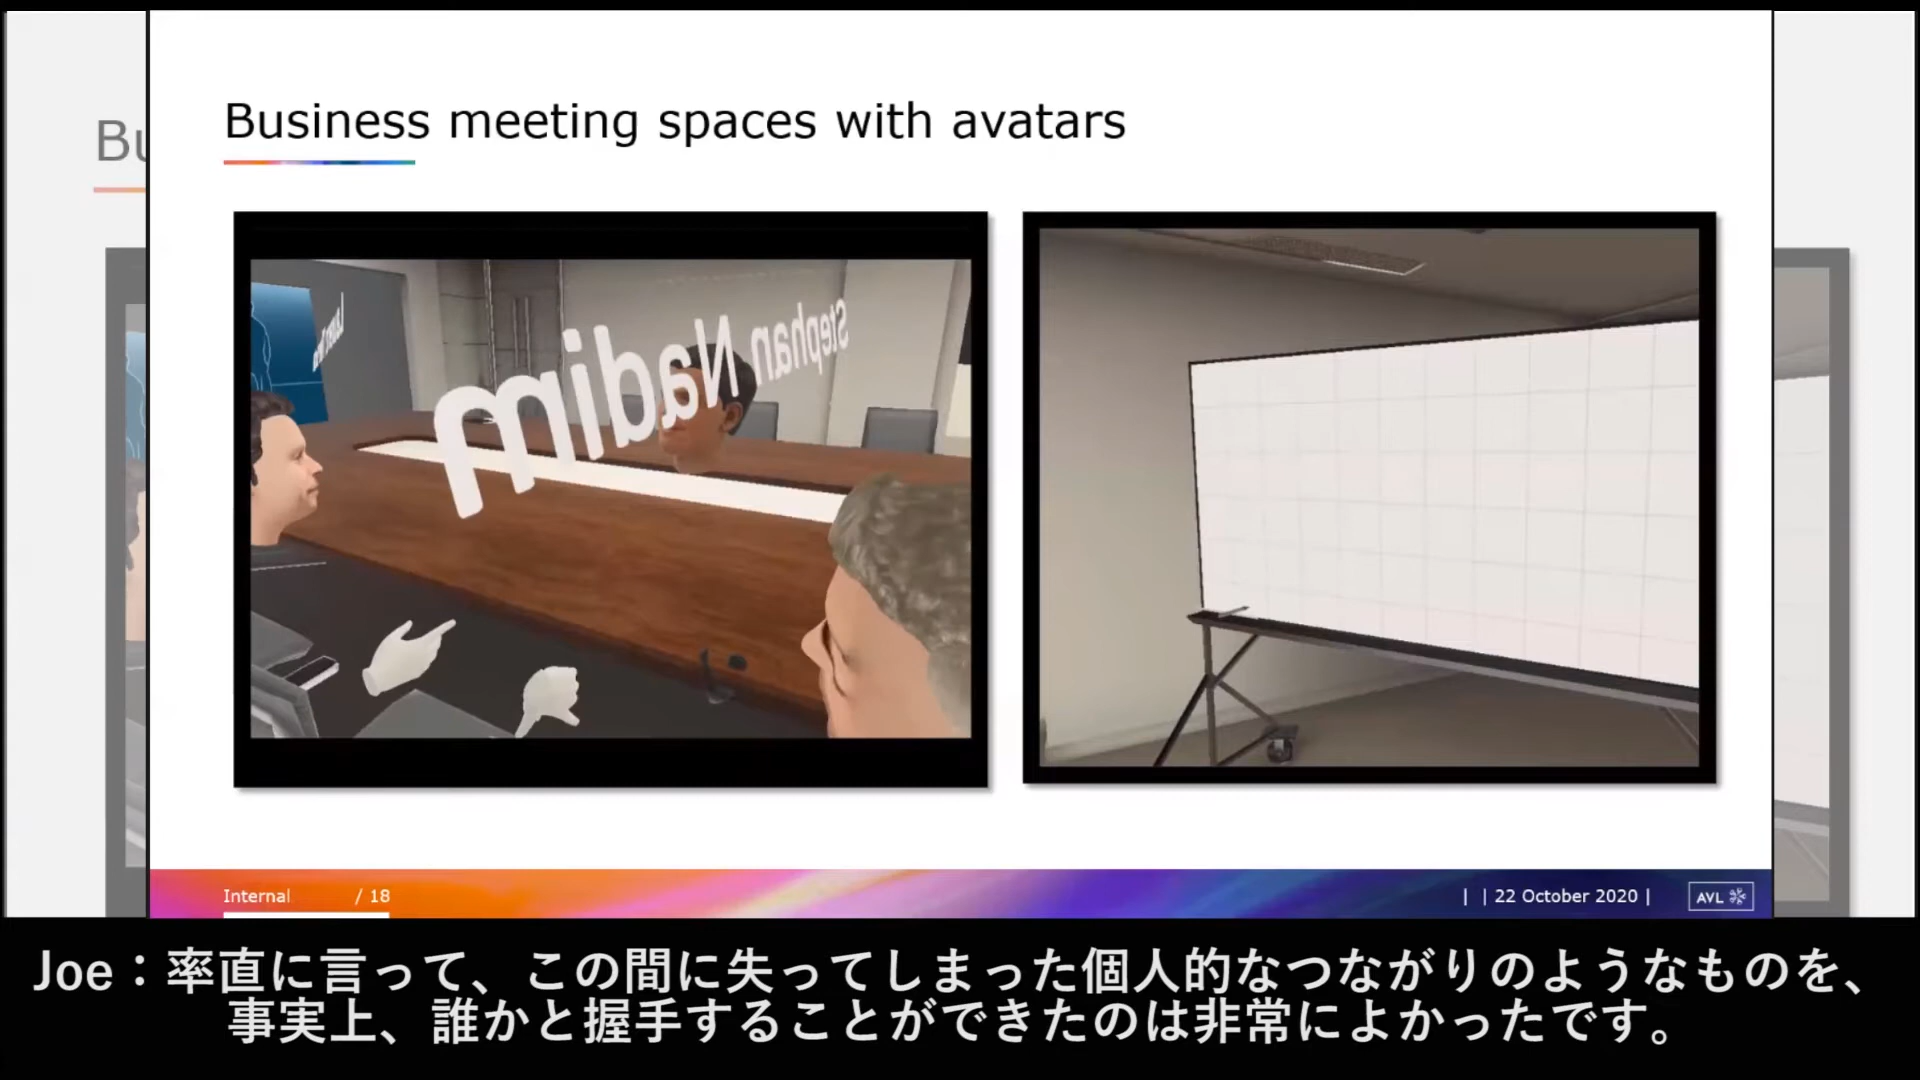 Bu
Business meeting spaces with avatars
Stephan
Nadim
Internal / 18
| | 22 October 2020 |
AVL
Joe：率直に言って、この間に失ってしまった個人的なつながりのようなものを、
事実上、誰かと握手することができたのは非常によかったです。